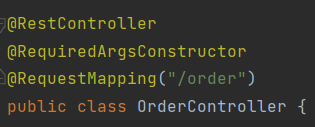 @RestController
@RequiredArgsConstructor
@RequestMapping("/order")
public class OrderController {